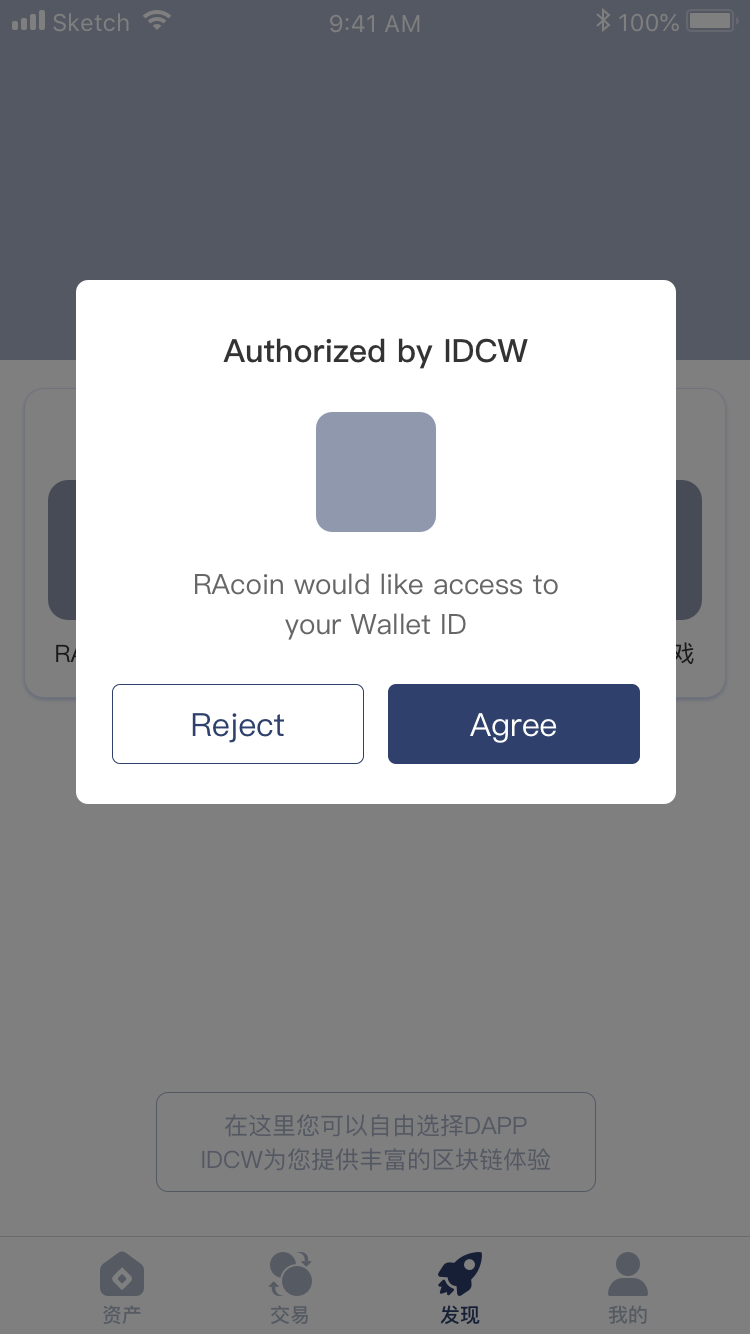 Sketch 9:41 AM 100%
Authorized by IDCW
RAcoin would like access to
your Wallet ID
RA
戏
Reject Agree
在这里您可以自由选择DAPP
IDCW为您提供丰富的区块链体验
资产 交易 发现 我的